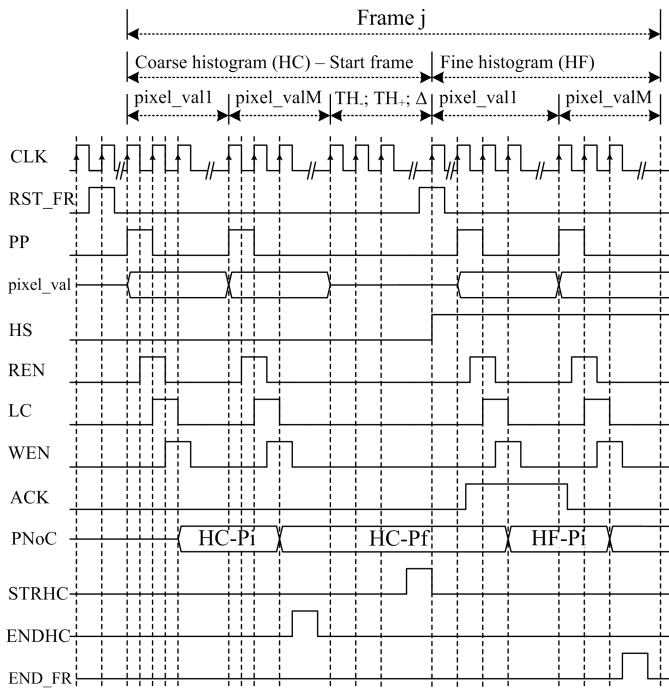 Frame j
Coarse histogram (HC) – Start frame Fine histogram (HF)
pixel_val1 pixel_valM TH-; TH+; Δ pixel_val1 pixel_valM
CLK
RST_FR
PP
pixel_val
HS
REN
LC
WEN
ACK
PNoC HC-Pi HC-Pf HF-Pi
STRHC
ENDHC
END_FR